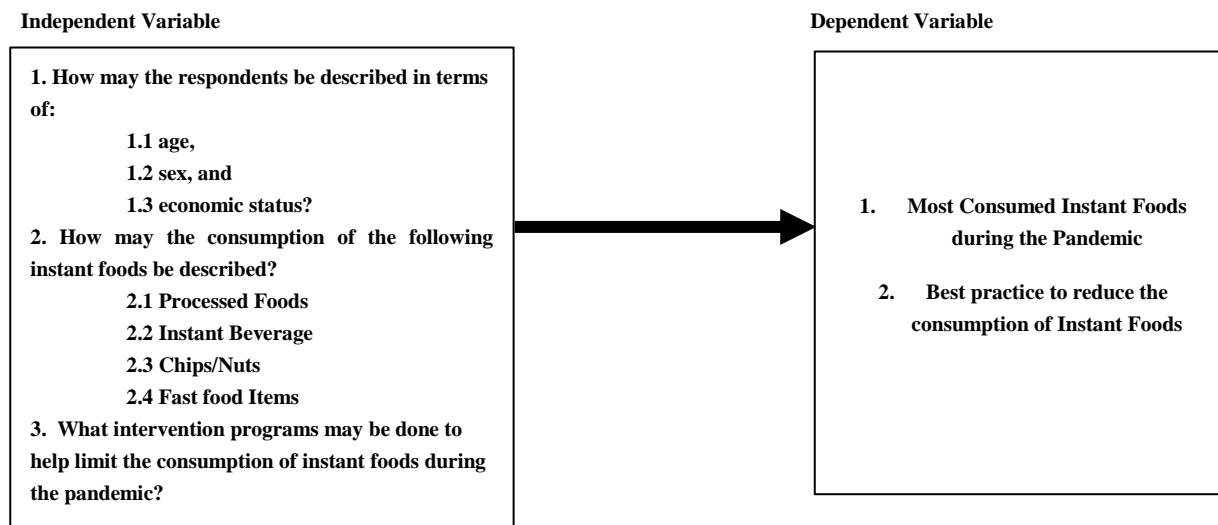 Independent Variable
Dependent Variable
1. How may the respondents be described in terms
of:
1.1 age,
1.2 sex, and
1.3 economic status?
2. How may the consumption of the following
instant foods be described?
2.1 Processed Foods
2.2 Instant Beverage
2.3 Chips/Nuts
2.4 Fast food Items
3. What intervention programs may be done to
help limit the consumption of instant foods during
the pandemic?
1. Most Consumed Instant Foods
during the Pandemic
2. Best practice to reduce the
consumption of Instant Foods